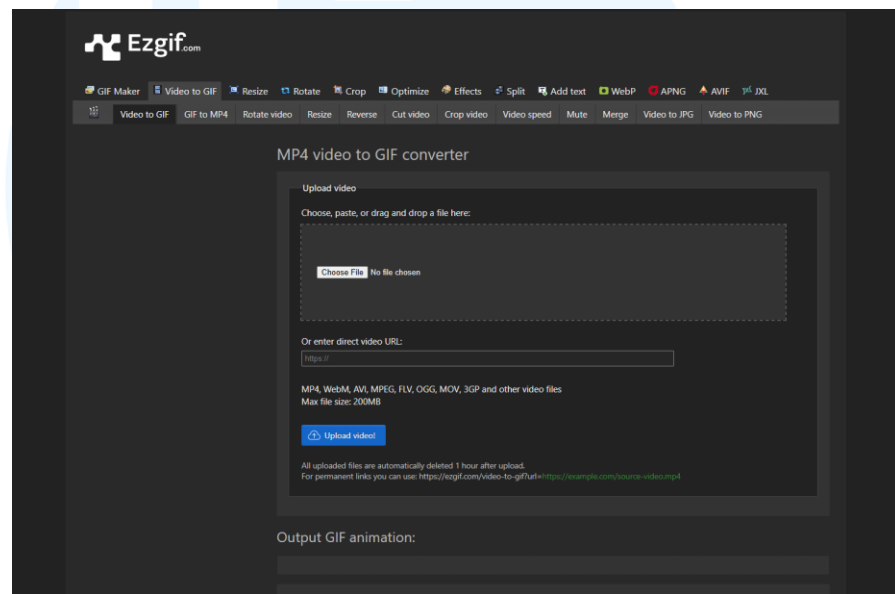 Ezgif.com
GIF Maker Video to GIF Resize Rotate Crop Optimize Effects Split Add text WebP APNG AVIF JXL
Video to GIF GIF to MP4 Rotate video Resize Reverse Cut video Crop video Video speed Mute Merge Video to JPG Video to PNG
MP4 video to GIF converter
Upload video
Choose, paste, or drag and drop a file here:
Choose File No file chosen
Or enter direct video URL:
https://
MP4, WebM, AVI, MPEG, FLV, OGG, MOV, 3GP and other video files
Max file size: 200MB
Upload video!
All uploaded files are automatically deleted 1 hour after upload.
For permanent links you can use: https://ezgif.com/video-to-gif?url=https://example.com/source-video.mp4
Output GIF animation: